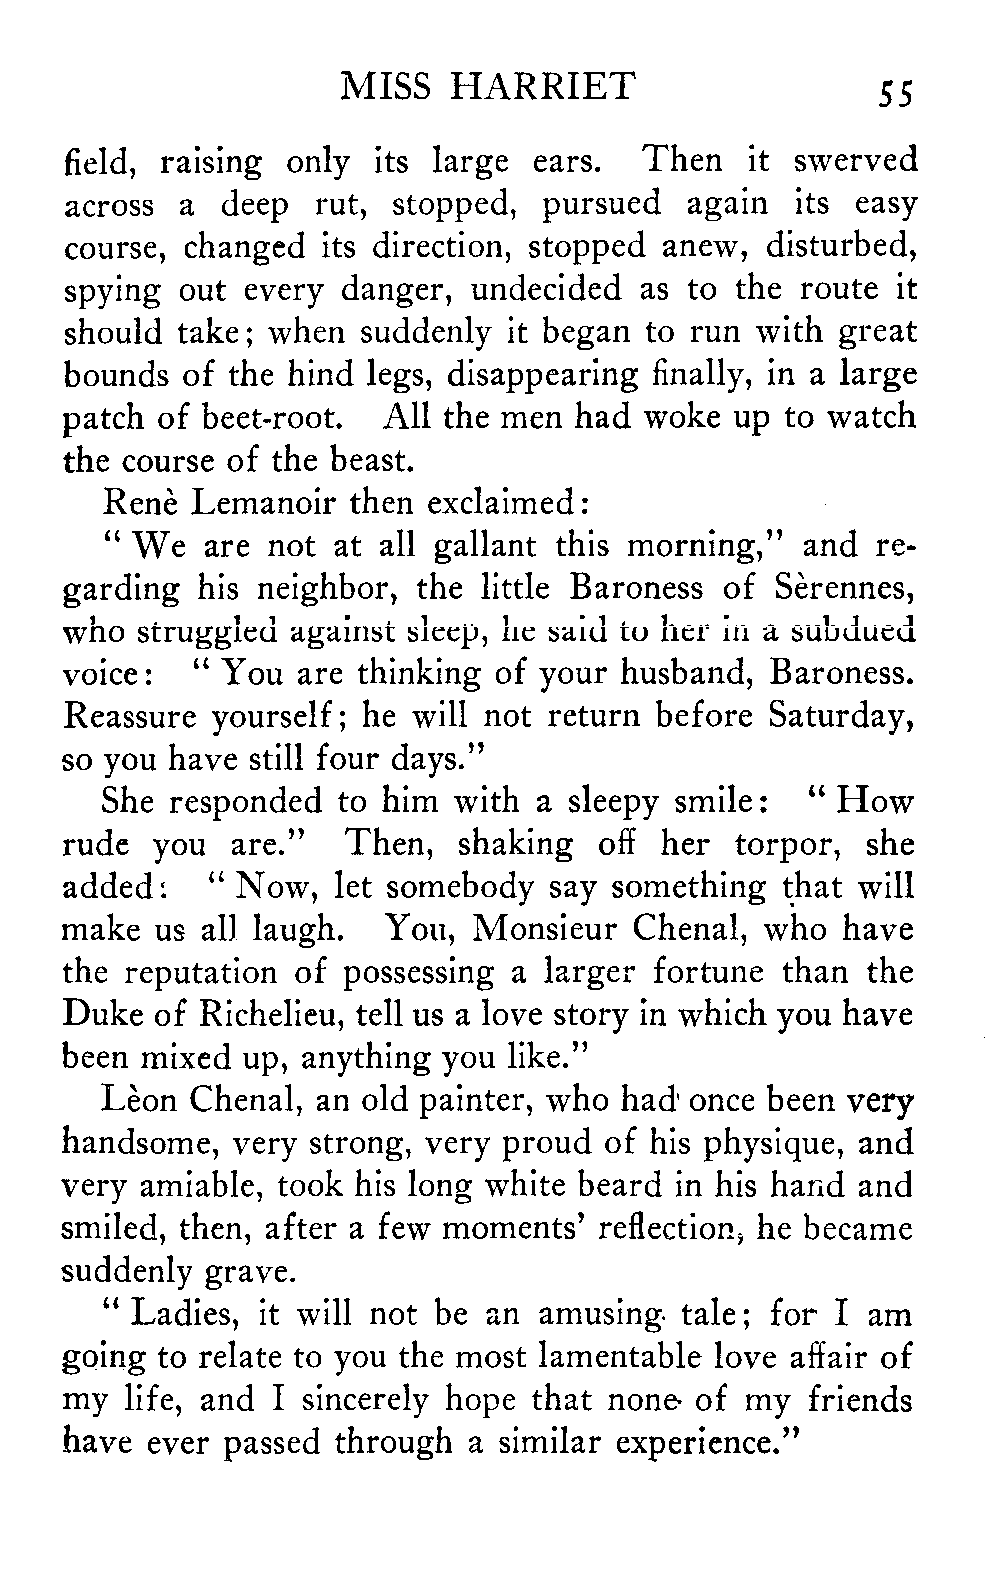 MISS HARRIET 55
field, raising only its large ears. Then it swerved
across a deep rut, stopped, pursued again its easy
course, changed its direction, stopped anew, disturbed,
spying out every danger, undecided as to the route it
should take; when suddenly it began to run with great
bounds of the hind legs, disappearing finally, in a large
patch of beet-root. All the men had woke up to watch
the course of the beast.
Renè Lemanoir then exclaimed:
“ We are not at all gallant this morning,” and re-
garding his neighbor, the little Baroness of Sèrennes,
who struggled against sleep, he said to her in a subdued
voice: “ You are thinking of your husband, Baroness.
Reassure yourself; he will not return before Saturday,
so you have still four days.”
She responded to him with a sleepy smile: “ How
rude you are.” Then, shaking off her torpor, she
added: “ Now, let somebody say something that will
make us all laugh. You, Monsieur Chenal, who have
the reputation of possessing a larger fortune than the
Duke of Richelieu, tell us a love story in which you have
been mixed up, anything you like.”
Lèon Chenal, an old painter, who had once been very
handsome, very strong, very proud of his physique, and
very amiable, took his long white beard in his hand and
smiled, then, after a few moments’ reflection, he became
suddenly grave.
“ Ladies, it will not be an amusing tale; for I am
going to relate to you the most lamentable love affair of
my life, and I sincerely hope that none of my friends
have ever passed through a similar experience.”